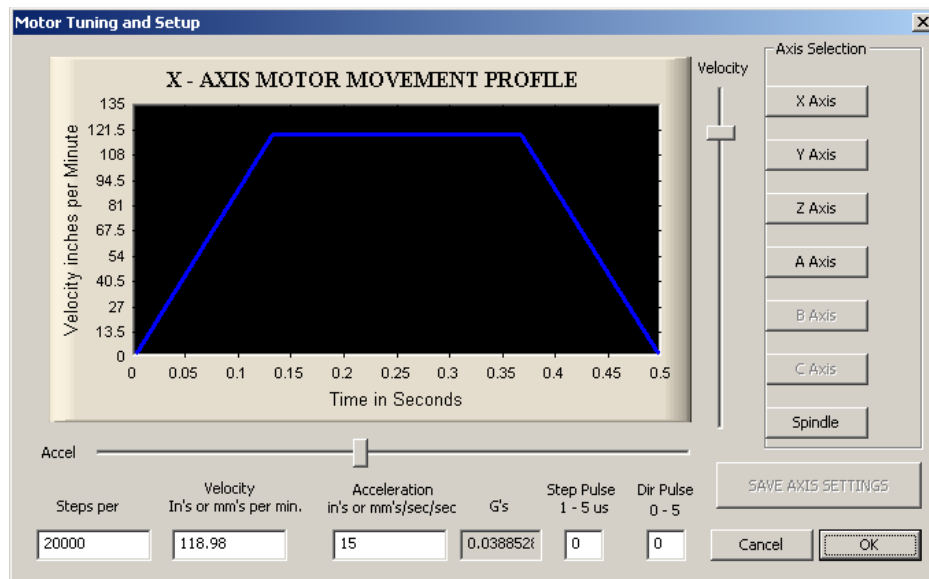 Motor Tuning and Setup
X - AXIS MOTOR MOVEMENT PROFILE
Velocity inches per Minute
135
121.5
108
94.5
81
67.5
54
40.5
27
13.5
0
0 0.05 0.1 0.15 0.2 0.25 0.3 0.35 0.4 0.45 0.5
Time in Seconds
Velocity
Axis Selection
X Axis
Y Axis
Z Axis
A Axis
B Axis
C Axis
Spindle
Accel
Steps per
Velocity
In's or mm's per min.
Acceleration
in's or mm's/sec/sec
G's
Step Pulse
1 - 5 us
Dir Pulse
0 - 5
20000
118.98
15
0.0388528
0
0
SAVE AXIS SETTINGS
Cancel
OK